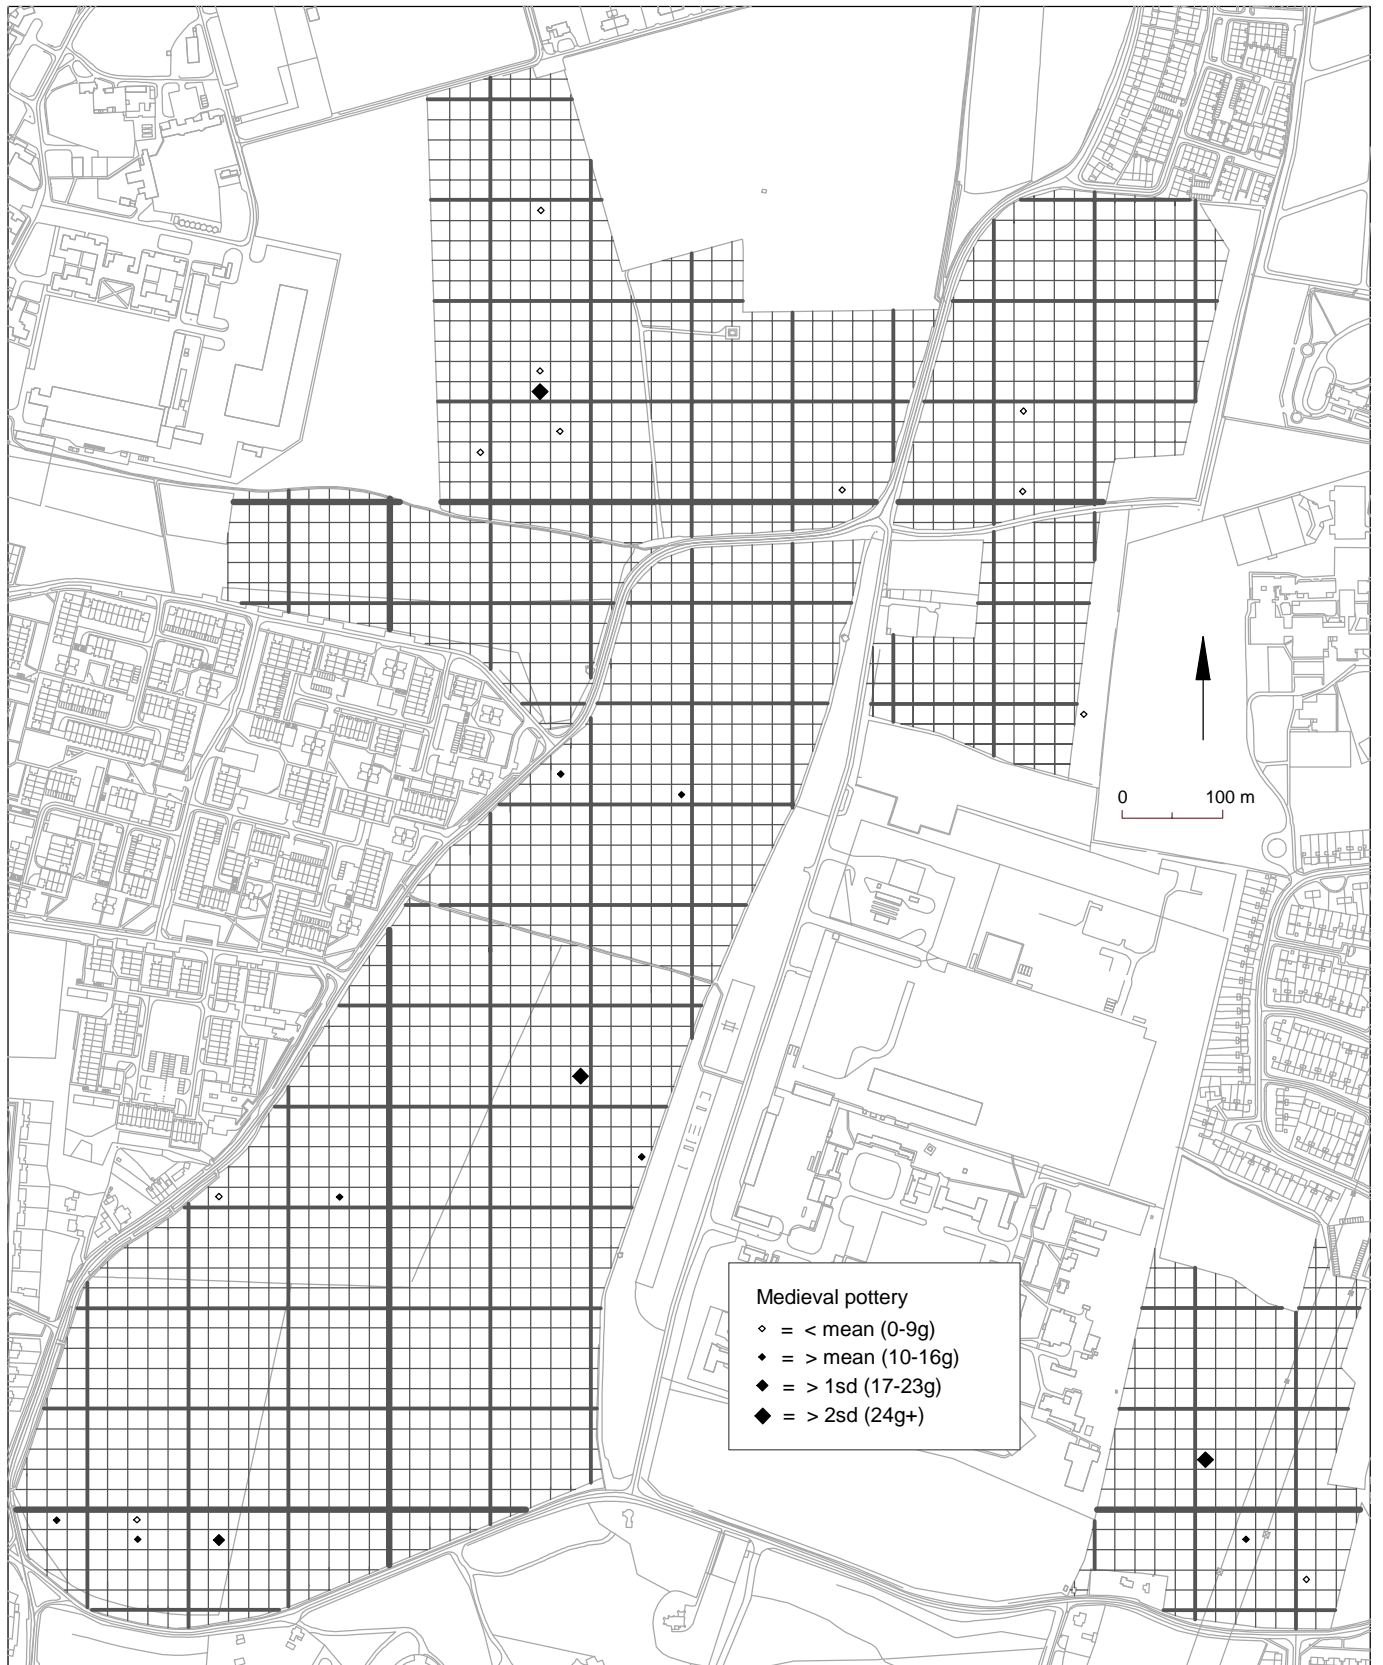 0 100 m
Medieval pottery
= < mean (0-9g)
= > mean (10-16g)
= > 1sd (17-23g)
= > 2sd (24g+)